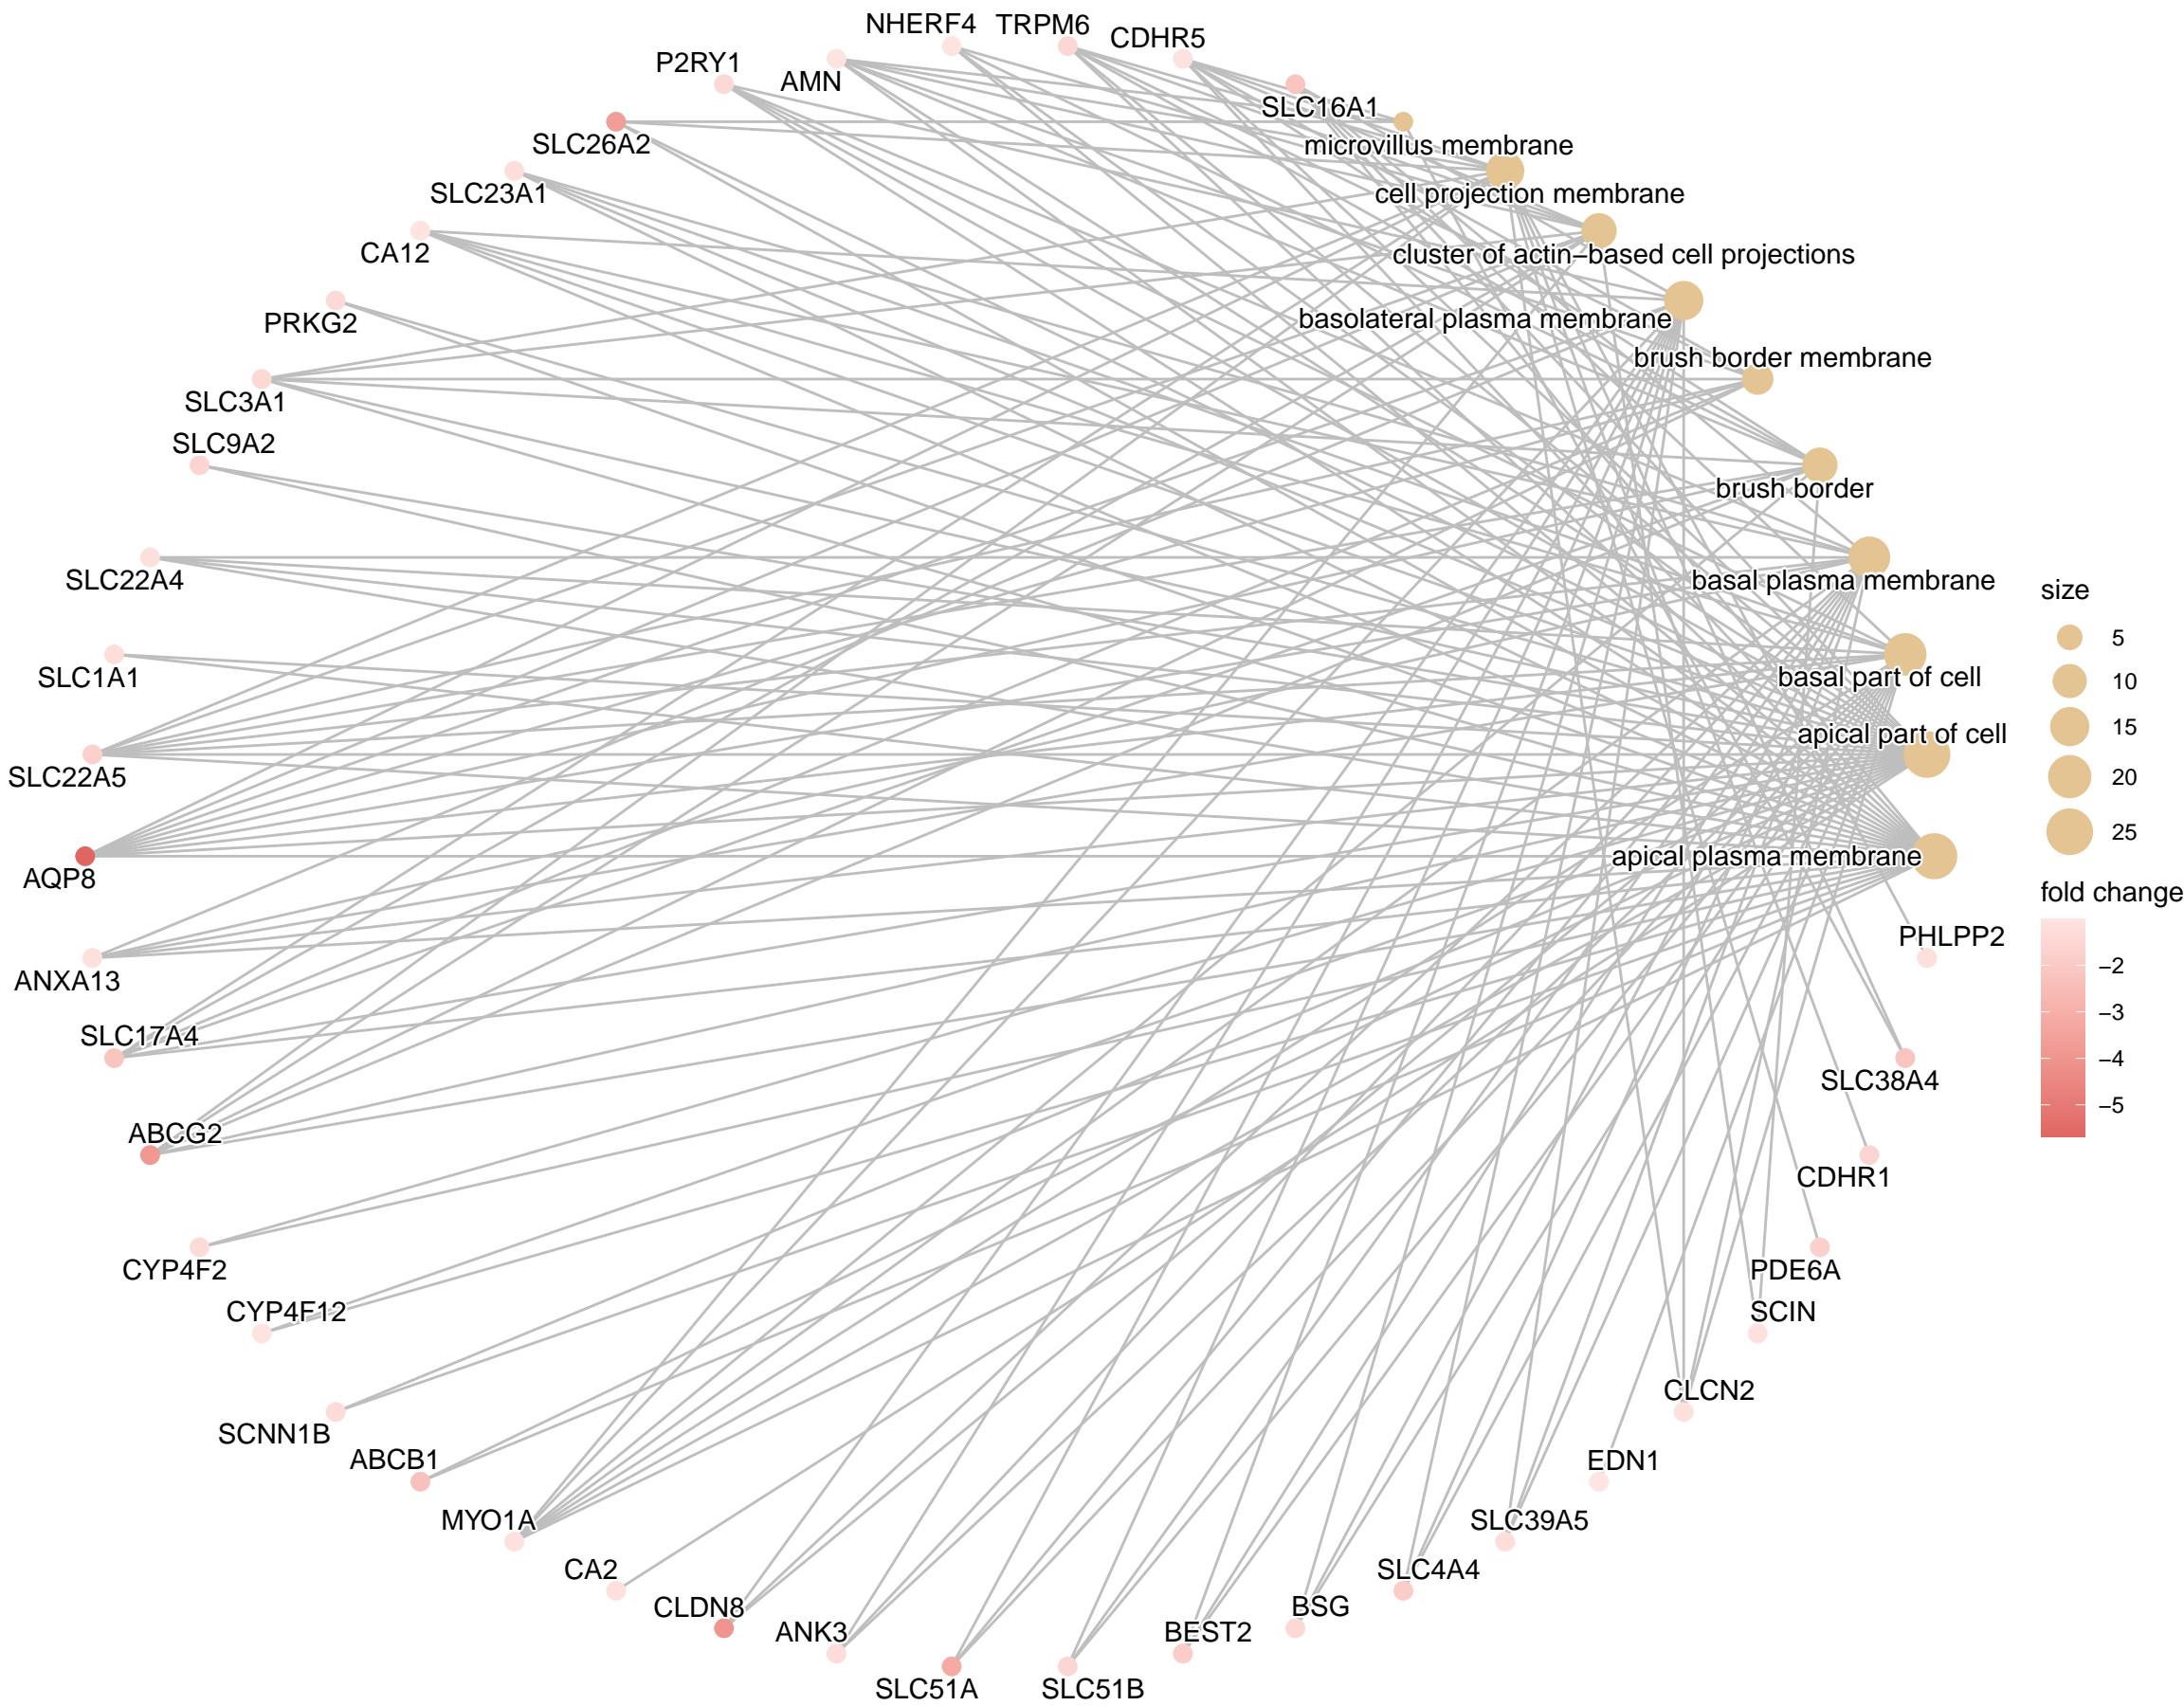 NHERF4
TRPM6
CDHR5
P2RY1
AMN
SLC16A1
SLC26A2
microvillus membrane
SLC23A1
cell projection membrane
CA12
cluster of actin–based cell projections
PRKG2
basolateral plasma membrane
brush border membrane
SLC3A1
SLC9A2
brush border
SLC22A4
basal plasma membrane
SLC1A1
basal part of cell
apical part of cell
SLC22A5
apical plasma membrane
AQP8
PHLPP2
ANXA13
SLC17A4
SLC38A4
ABCG2
CDHR1
CYP4F2
PDE6A
CYP4F12
SCIN
CLCN2
SCNN1B
ABCB1
EDN1
MYO1A
SLC39A5
CA2
SLC4A4
CLDN8
BSG
ANK3
BEST2
SLC51A
SLC51B
size
5
10
15
20
25
fold change
–2
–3
–4
–5